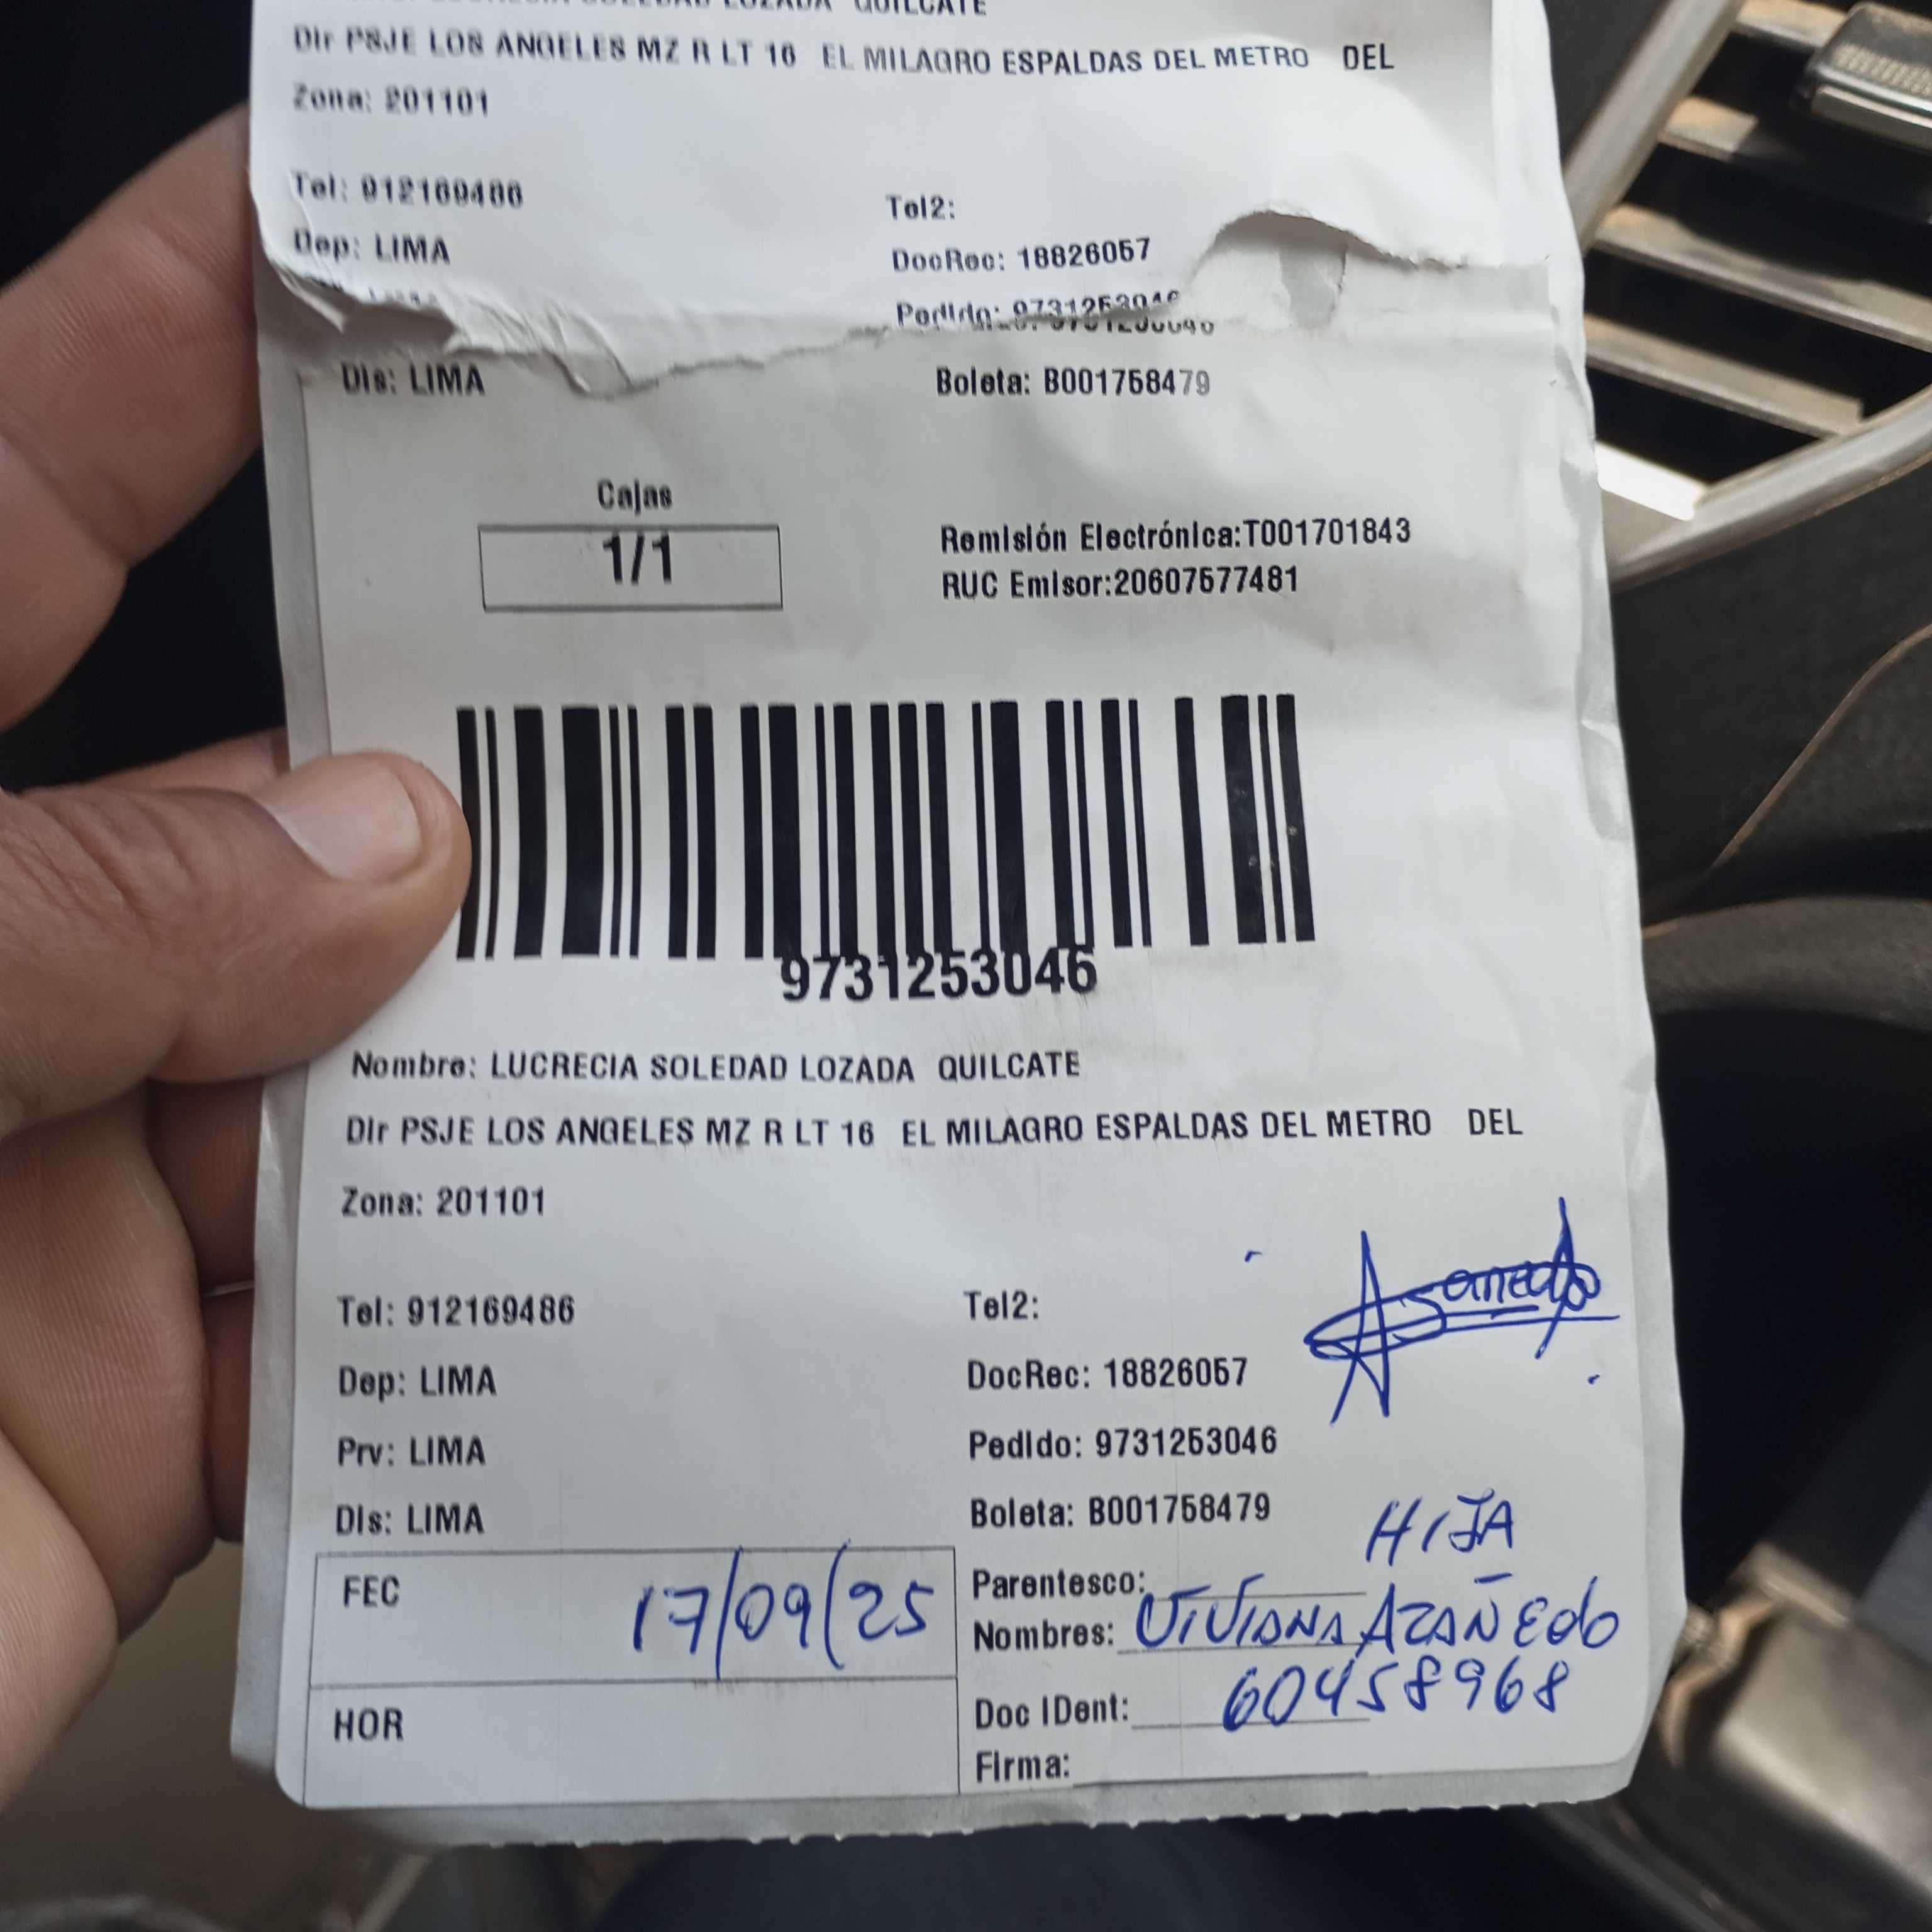 QUILCATE
Dir PSJE LOS ANGELES MZ R LT 16 EL MILAGRO ESPALDAS DEL METRO DEL
Zona: 201101
Tel: 912169486 Tel2:
Dep: LIMA DocRec: 18826057
Pedido: 9731253046
Dis: LIMA Boleta: B001758479
Cajas
1/1
Remisión Electrónica:T001701843
RUC Emisor:20607577481
9731253046
Nombre: LUCRECIA SOLEDAD LOZADA QUILCATE
Dir PSJE LOS ANGELES MZ R LT 16 EL MILAGRO ESPALDAS DEL METRO DEL
Zona: 201101
Tel: 912169486 Tel2:
Dep: LIMA DocRec: 18826057
Prv: LIMA Pedido: 9731253046
Dis: LIMA Boleta: B001758479
FEC 17/09/25
HOR
Parentesco: HIJA
Nombres: VIVIANA AZAÑEDO
Doc IDent: 60458968
Firma: